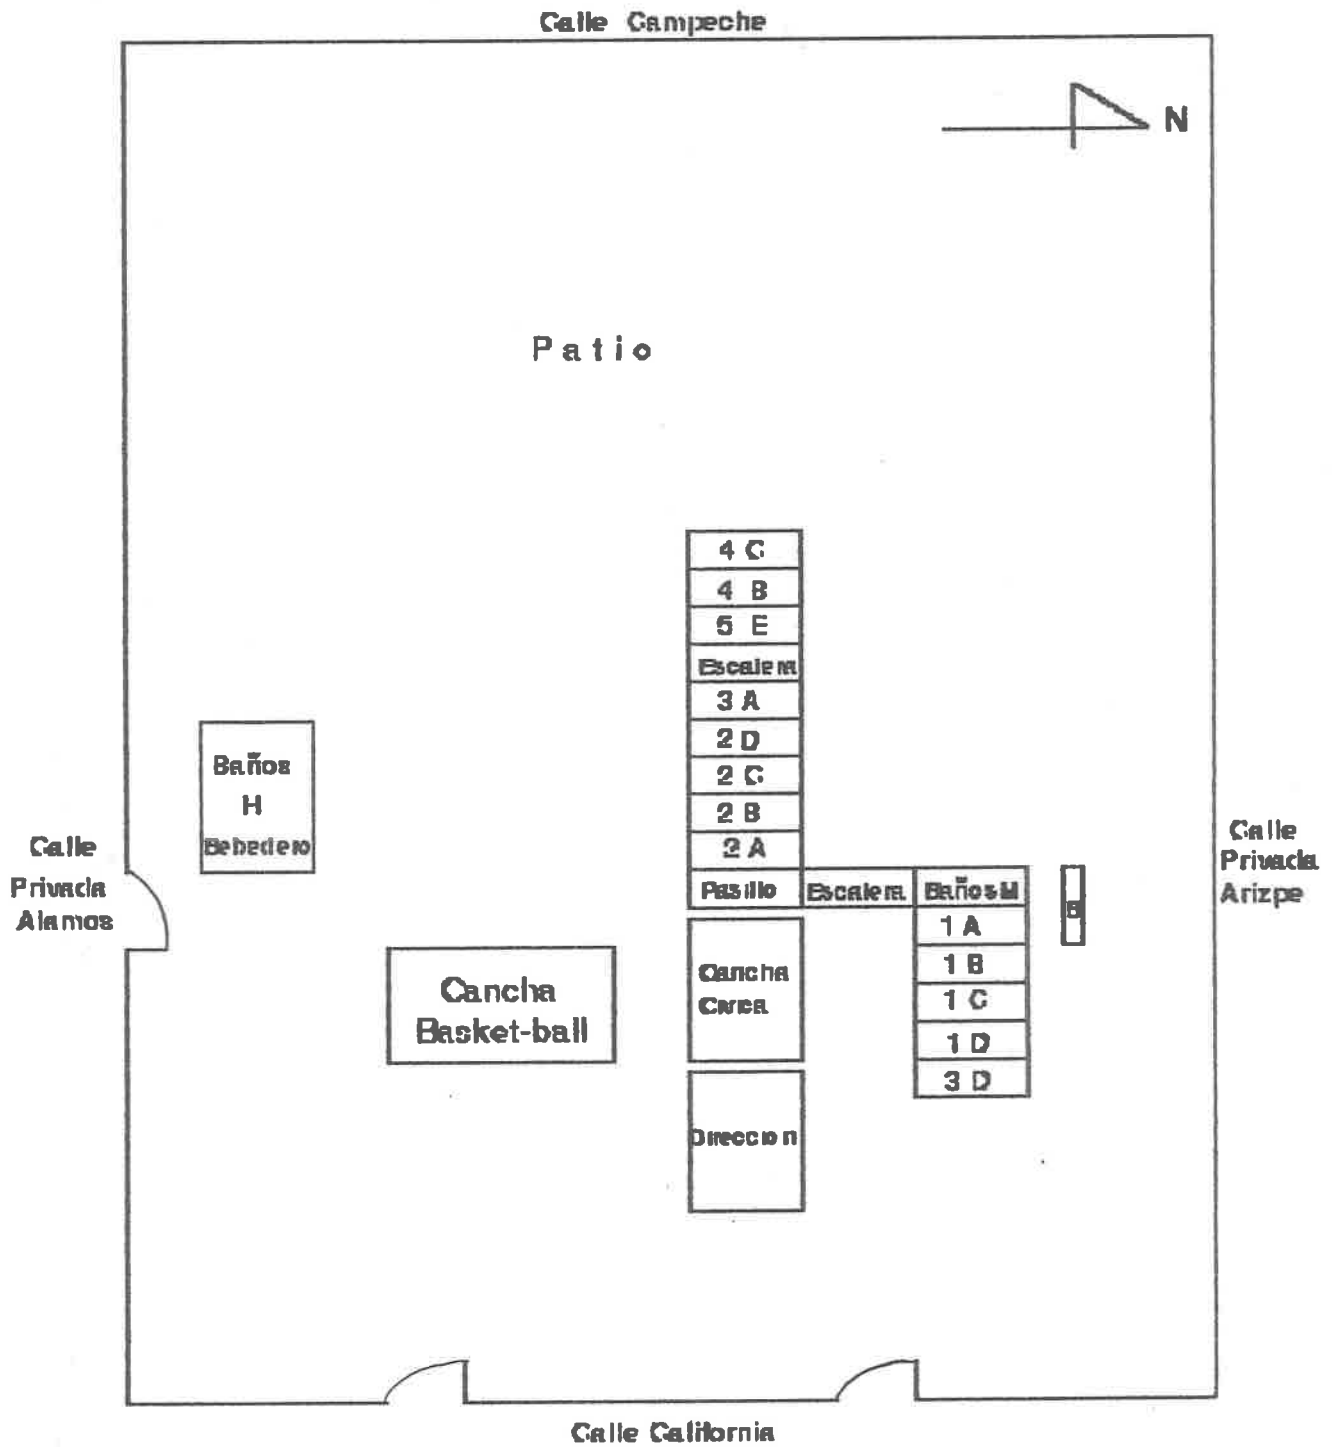 Calle Campeche
N
Patio
4 C
4 B
5 E
Escalera
3 A
2 D
2 C
2 B
2 A
Pasillo
Escalera
Baños M
Baños
H
Bebedero
Calle
Privada
Alamos
Calle
Privada
Arizpe
B
1 A
1 B
1 C
1 D
3 D
Cancha
Basket-ball
Cancha
Civica
Direccion
Calle California